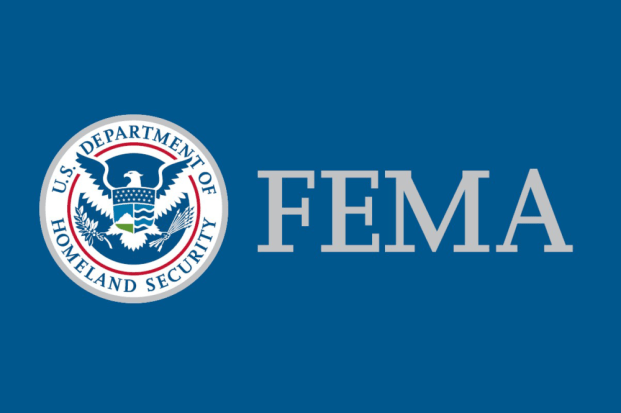 U.S. DEPARTMENT OF
HOMELAND SECURITY
FEMA